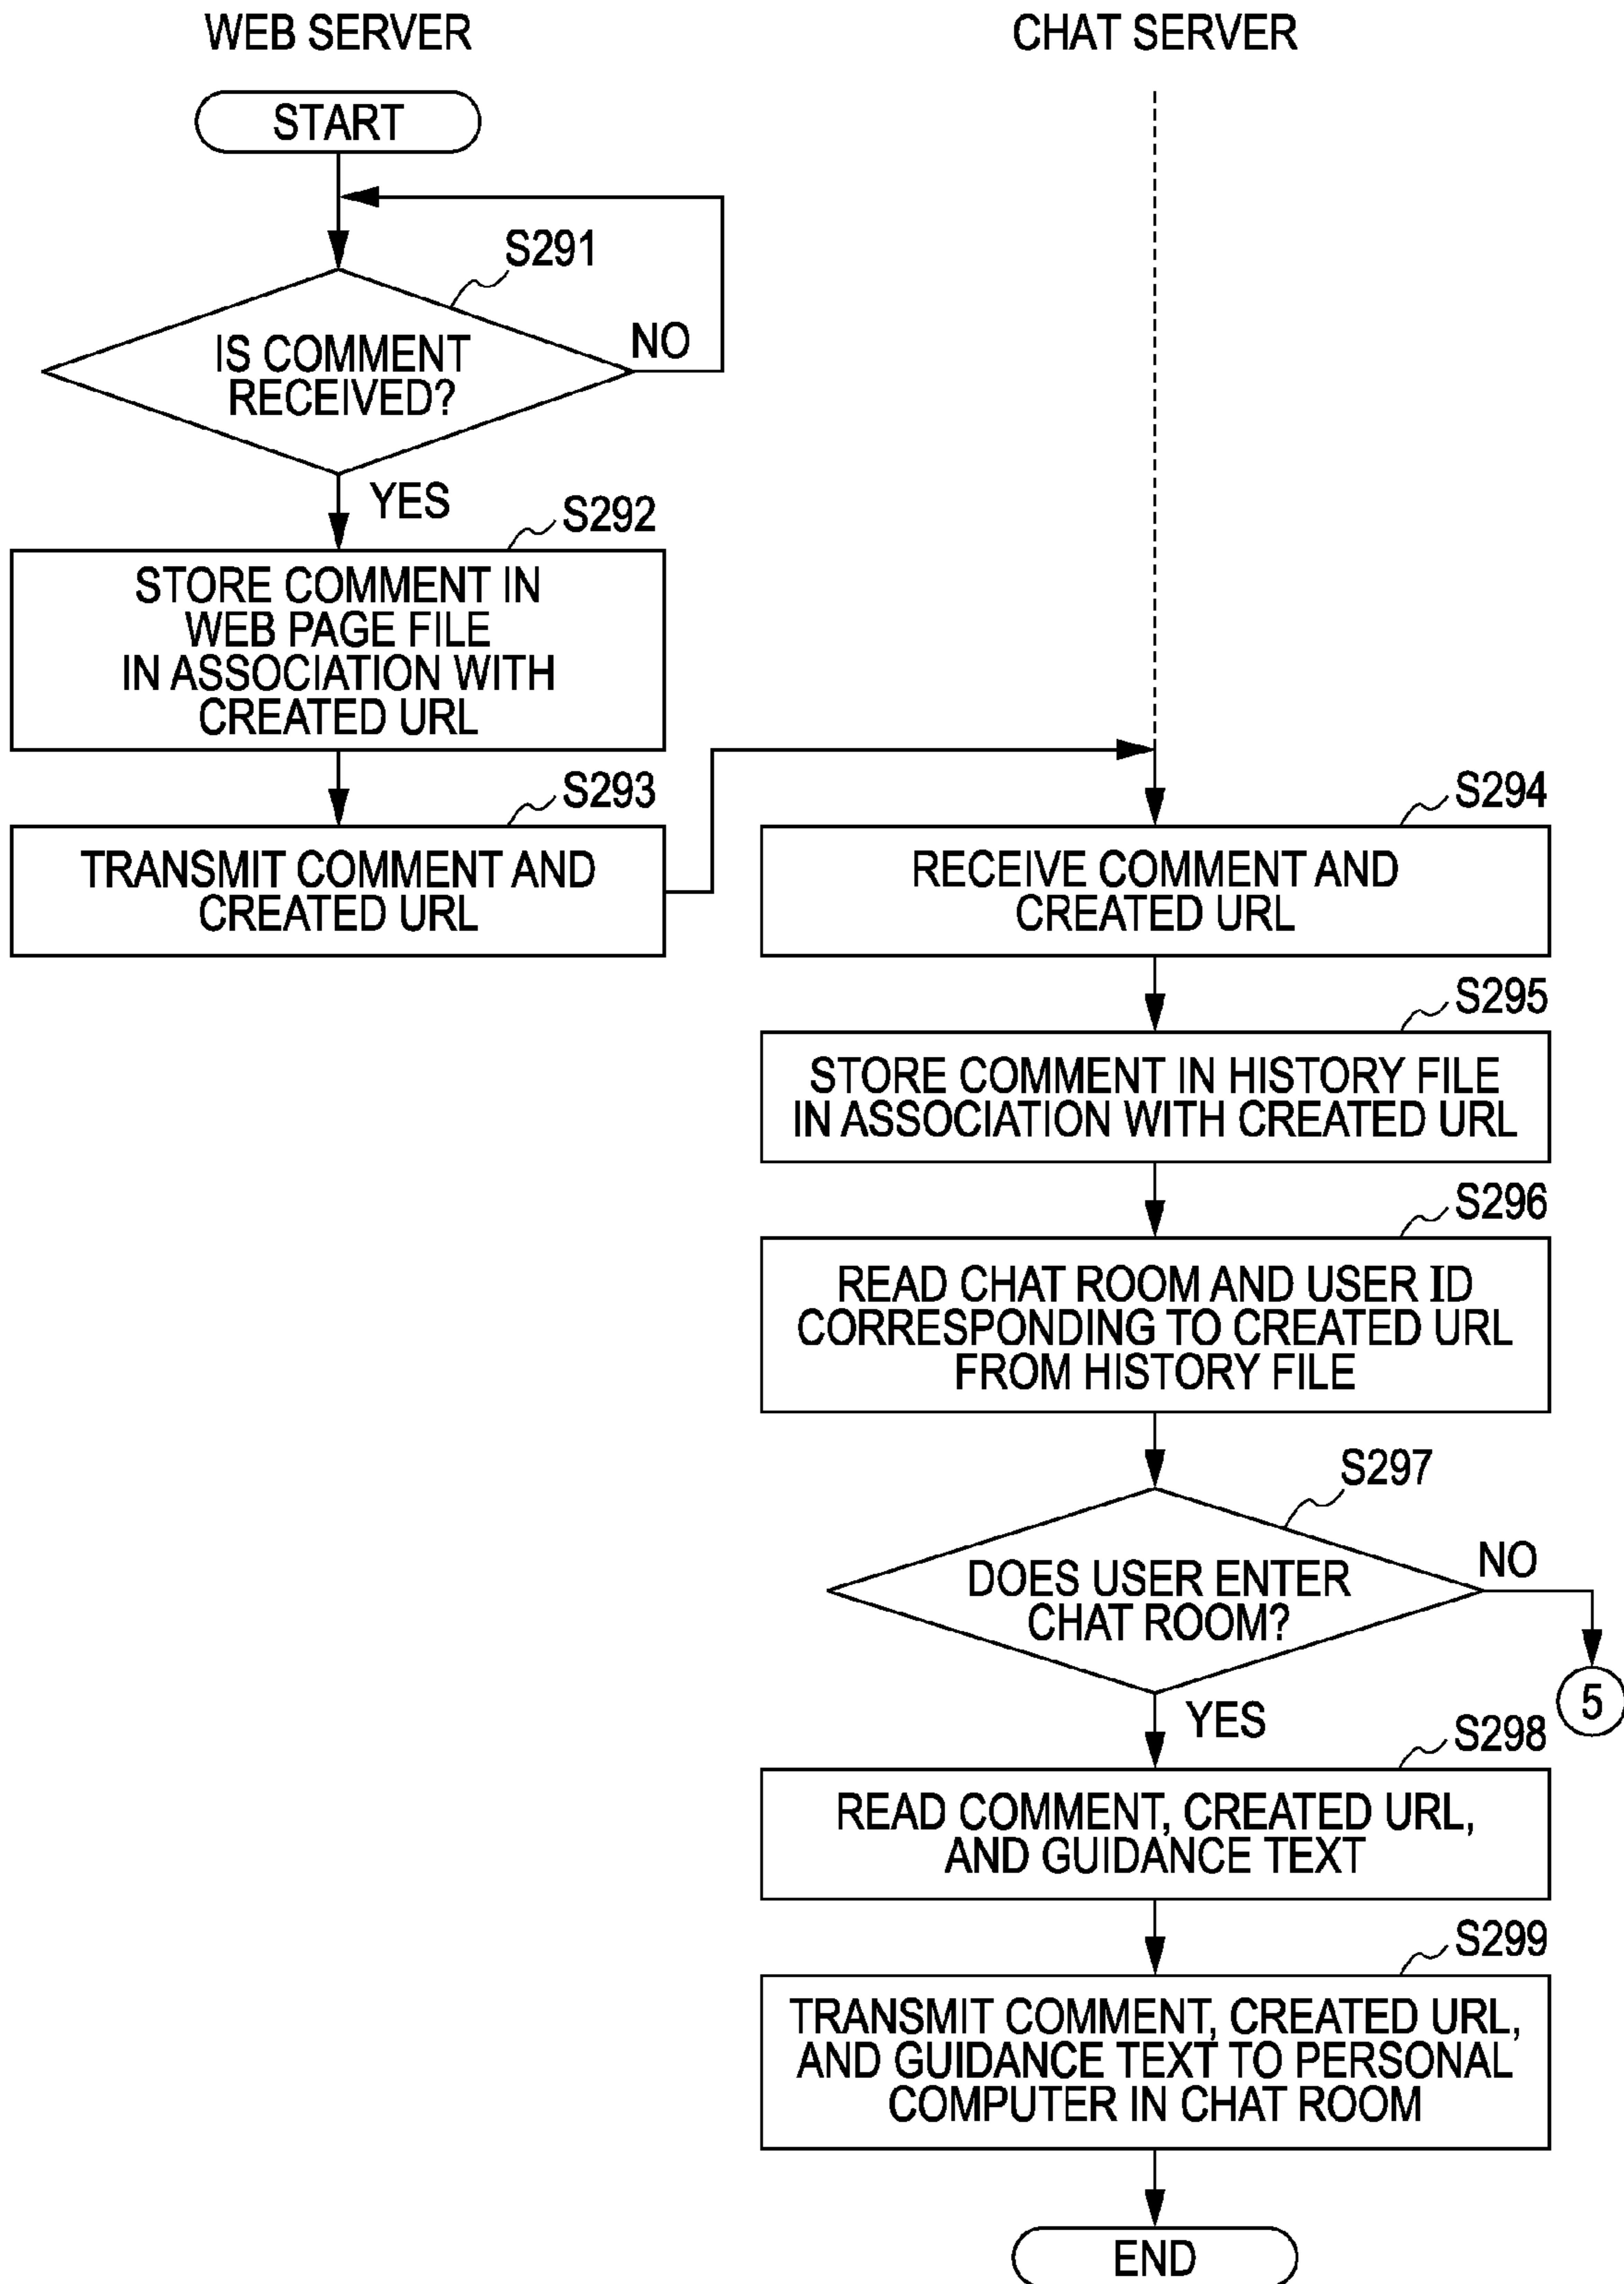 WEB SERVER
CHAT SERVER
START
S291
IS COMMENT
RECEIVED?
NO
YES
S292
STORE COMMENT IN
WEB PAGE FILE
IN ASSOCIATION WITH
CREATED URL
S293
TRANSMIT COMMENT AND
CREATED URL
S294
RECEIVE COMMENT AND
CREATED URL
S295
STORE COMMENT IN HISTORY FILE
IN ASSOCIATION WITH CREATED URL
S296
READ CHAT ROOM AND USER ID
CORRESPONDING TO CREATED URL
FROM HISTORY FILE
S297
DOES USER ENTER
CHAT ROOM?
NO
5
YES
S298
READ COMMENT, CREATED URL,
AND GUIDANCE TEXT
S299
TRANSMIT COMMENT, CREATED URL,
AND GUIDANCE TEXT TO PERSONAL
COMPUTER IN CHAT ROOM
END